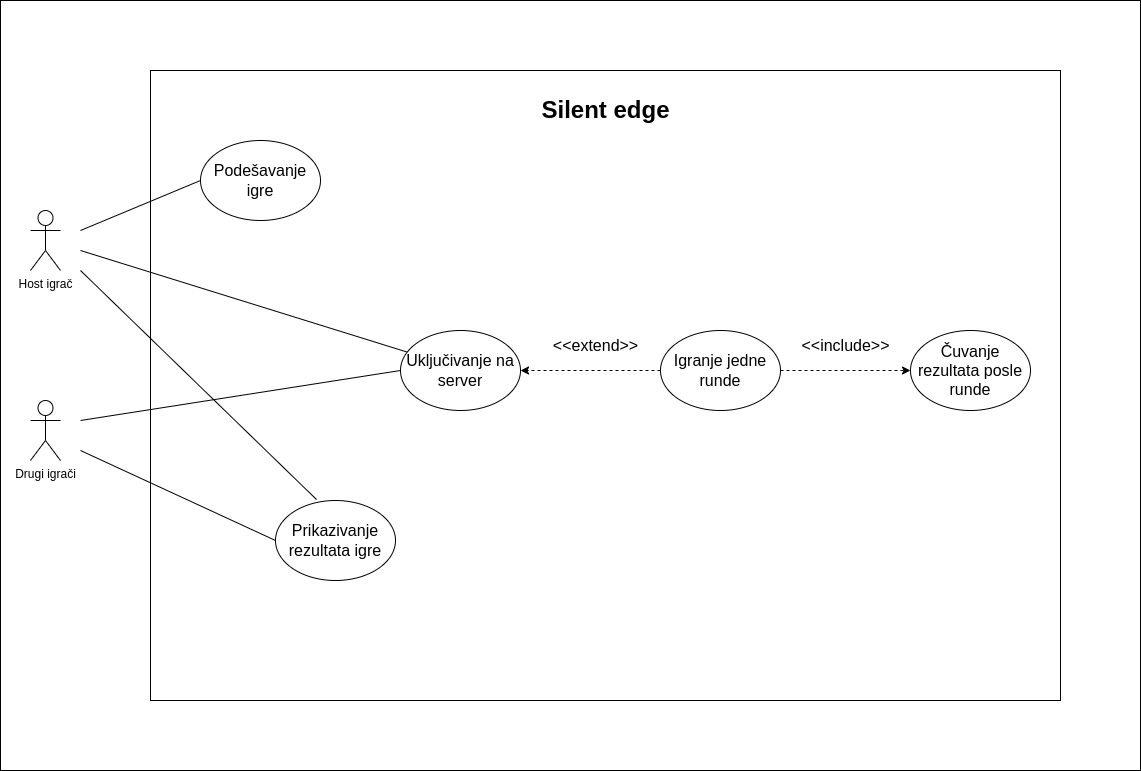 Silent edge
Podešavanje
igre
Host igrač
<<extend>>
<<include>>
Uključivanje na
server
Igranje jedne
runde
Čuvanje
rezultata posle
runde
Drugi igrači
Prikazivanje
rezultata igre